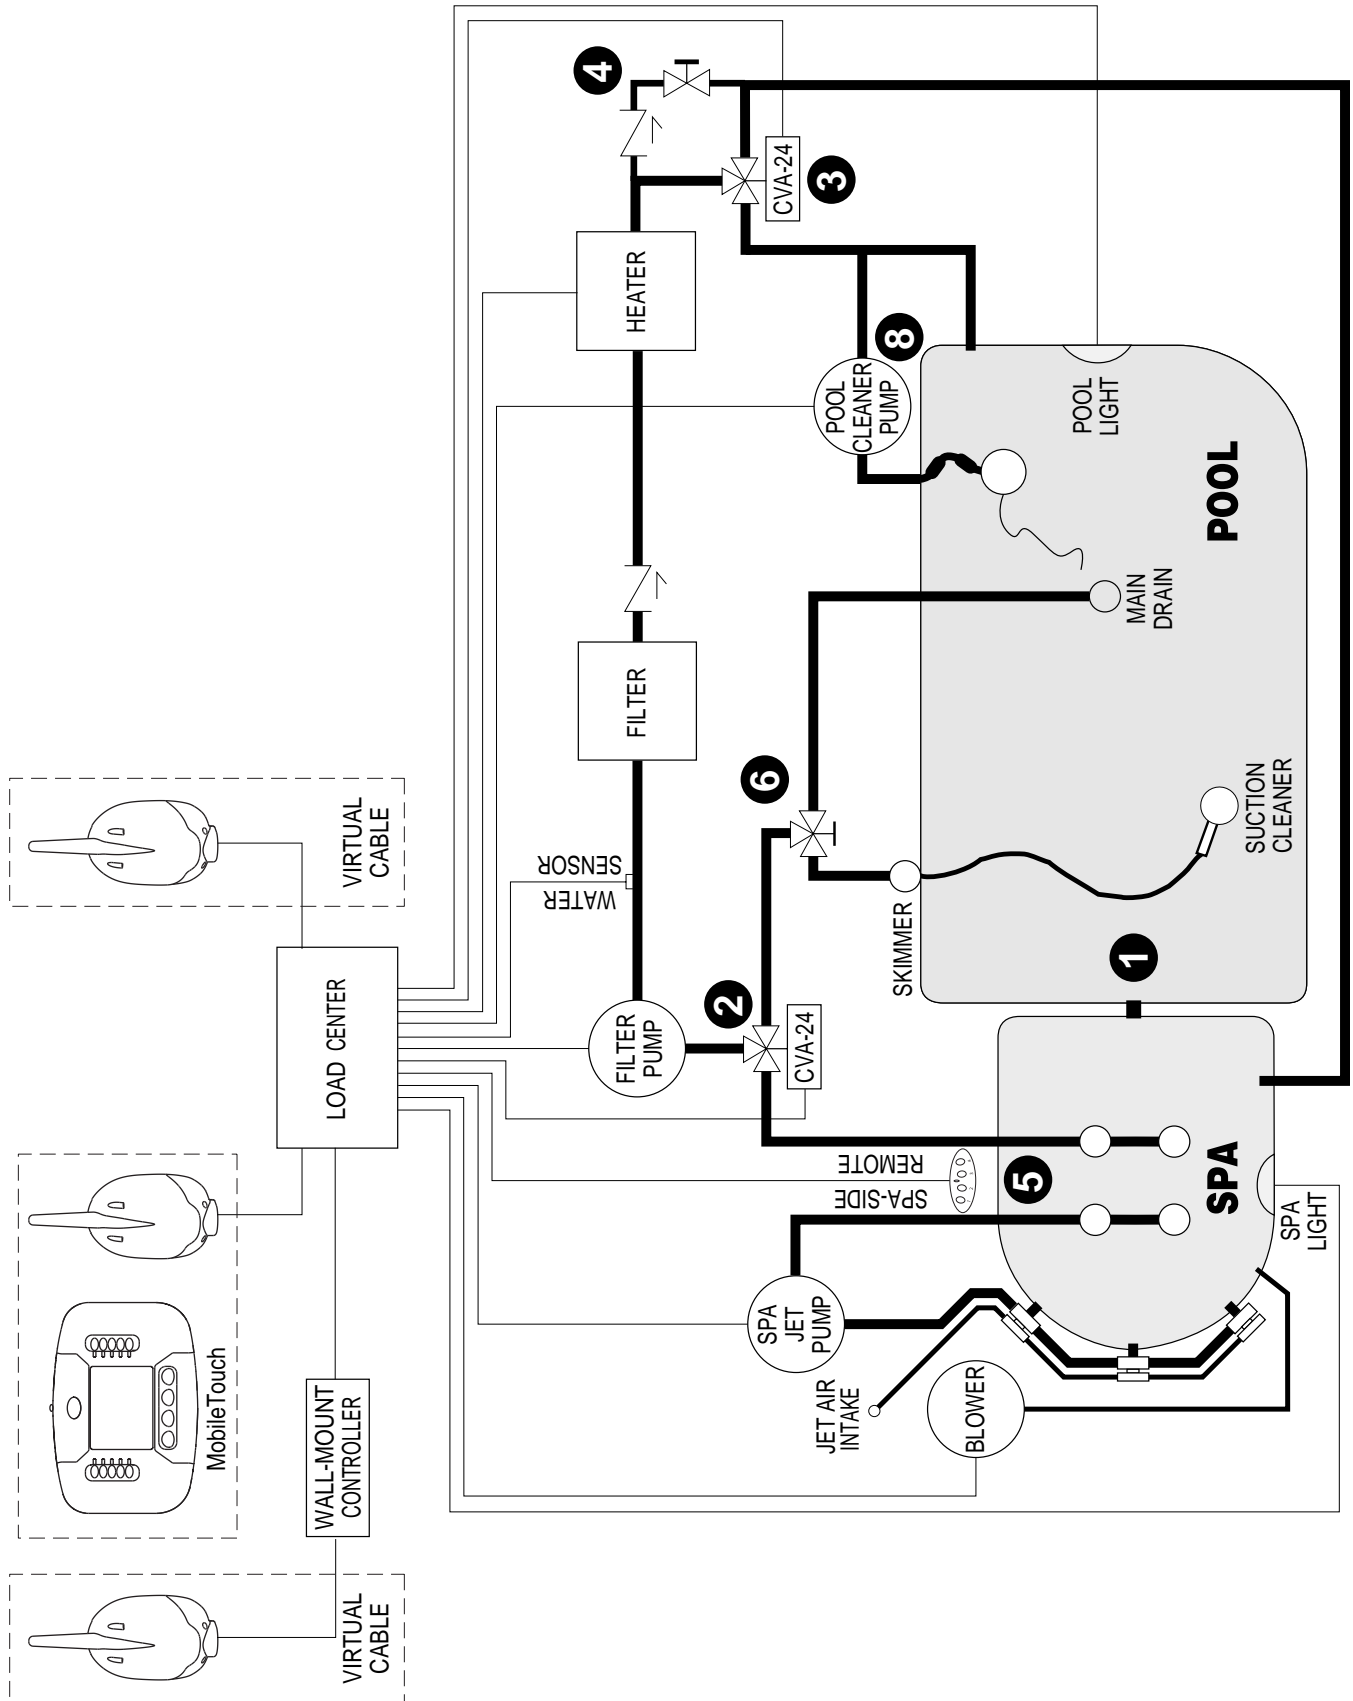 VIRTUAL
CABLE
WALL-MOUNT
CONTROLLER
MobileTouch
LOAD CENTER
VIRTUAL
CABLE
4
CVA-24
3
HEATER
8
POOL
CLEANER
PUMP
POOL
LIGHT
POOL
MAIN
DRAIN
FILTER
6
WATER
SENSOR
SUCTION
CLEANER
SKIMMER
1
FILTER
PUMP
2
CVA-24
SPA-SIDE
REMOTE
5
SPA
SPA
LIGHT
SPA
JET
PUMP
JET AIR
INTAKE
BLOWER